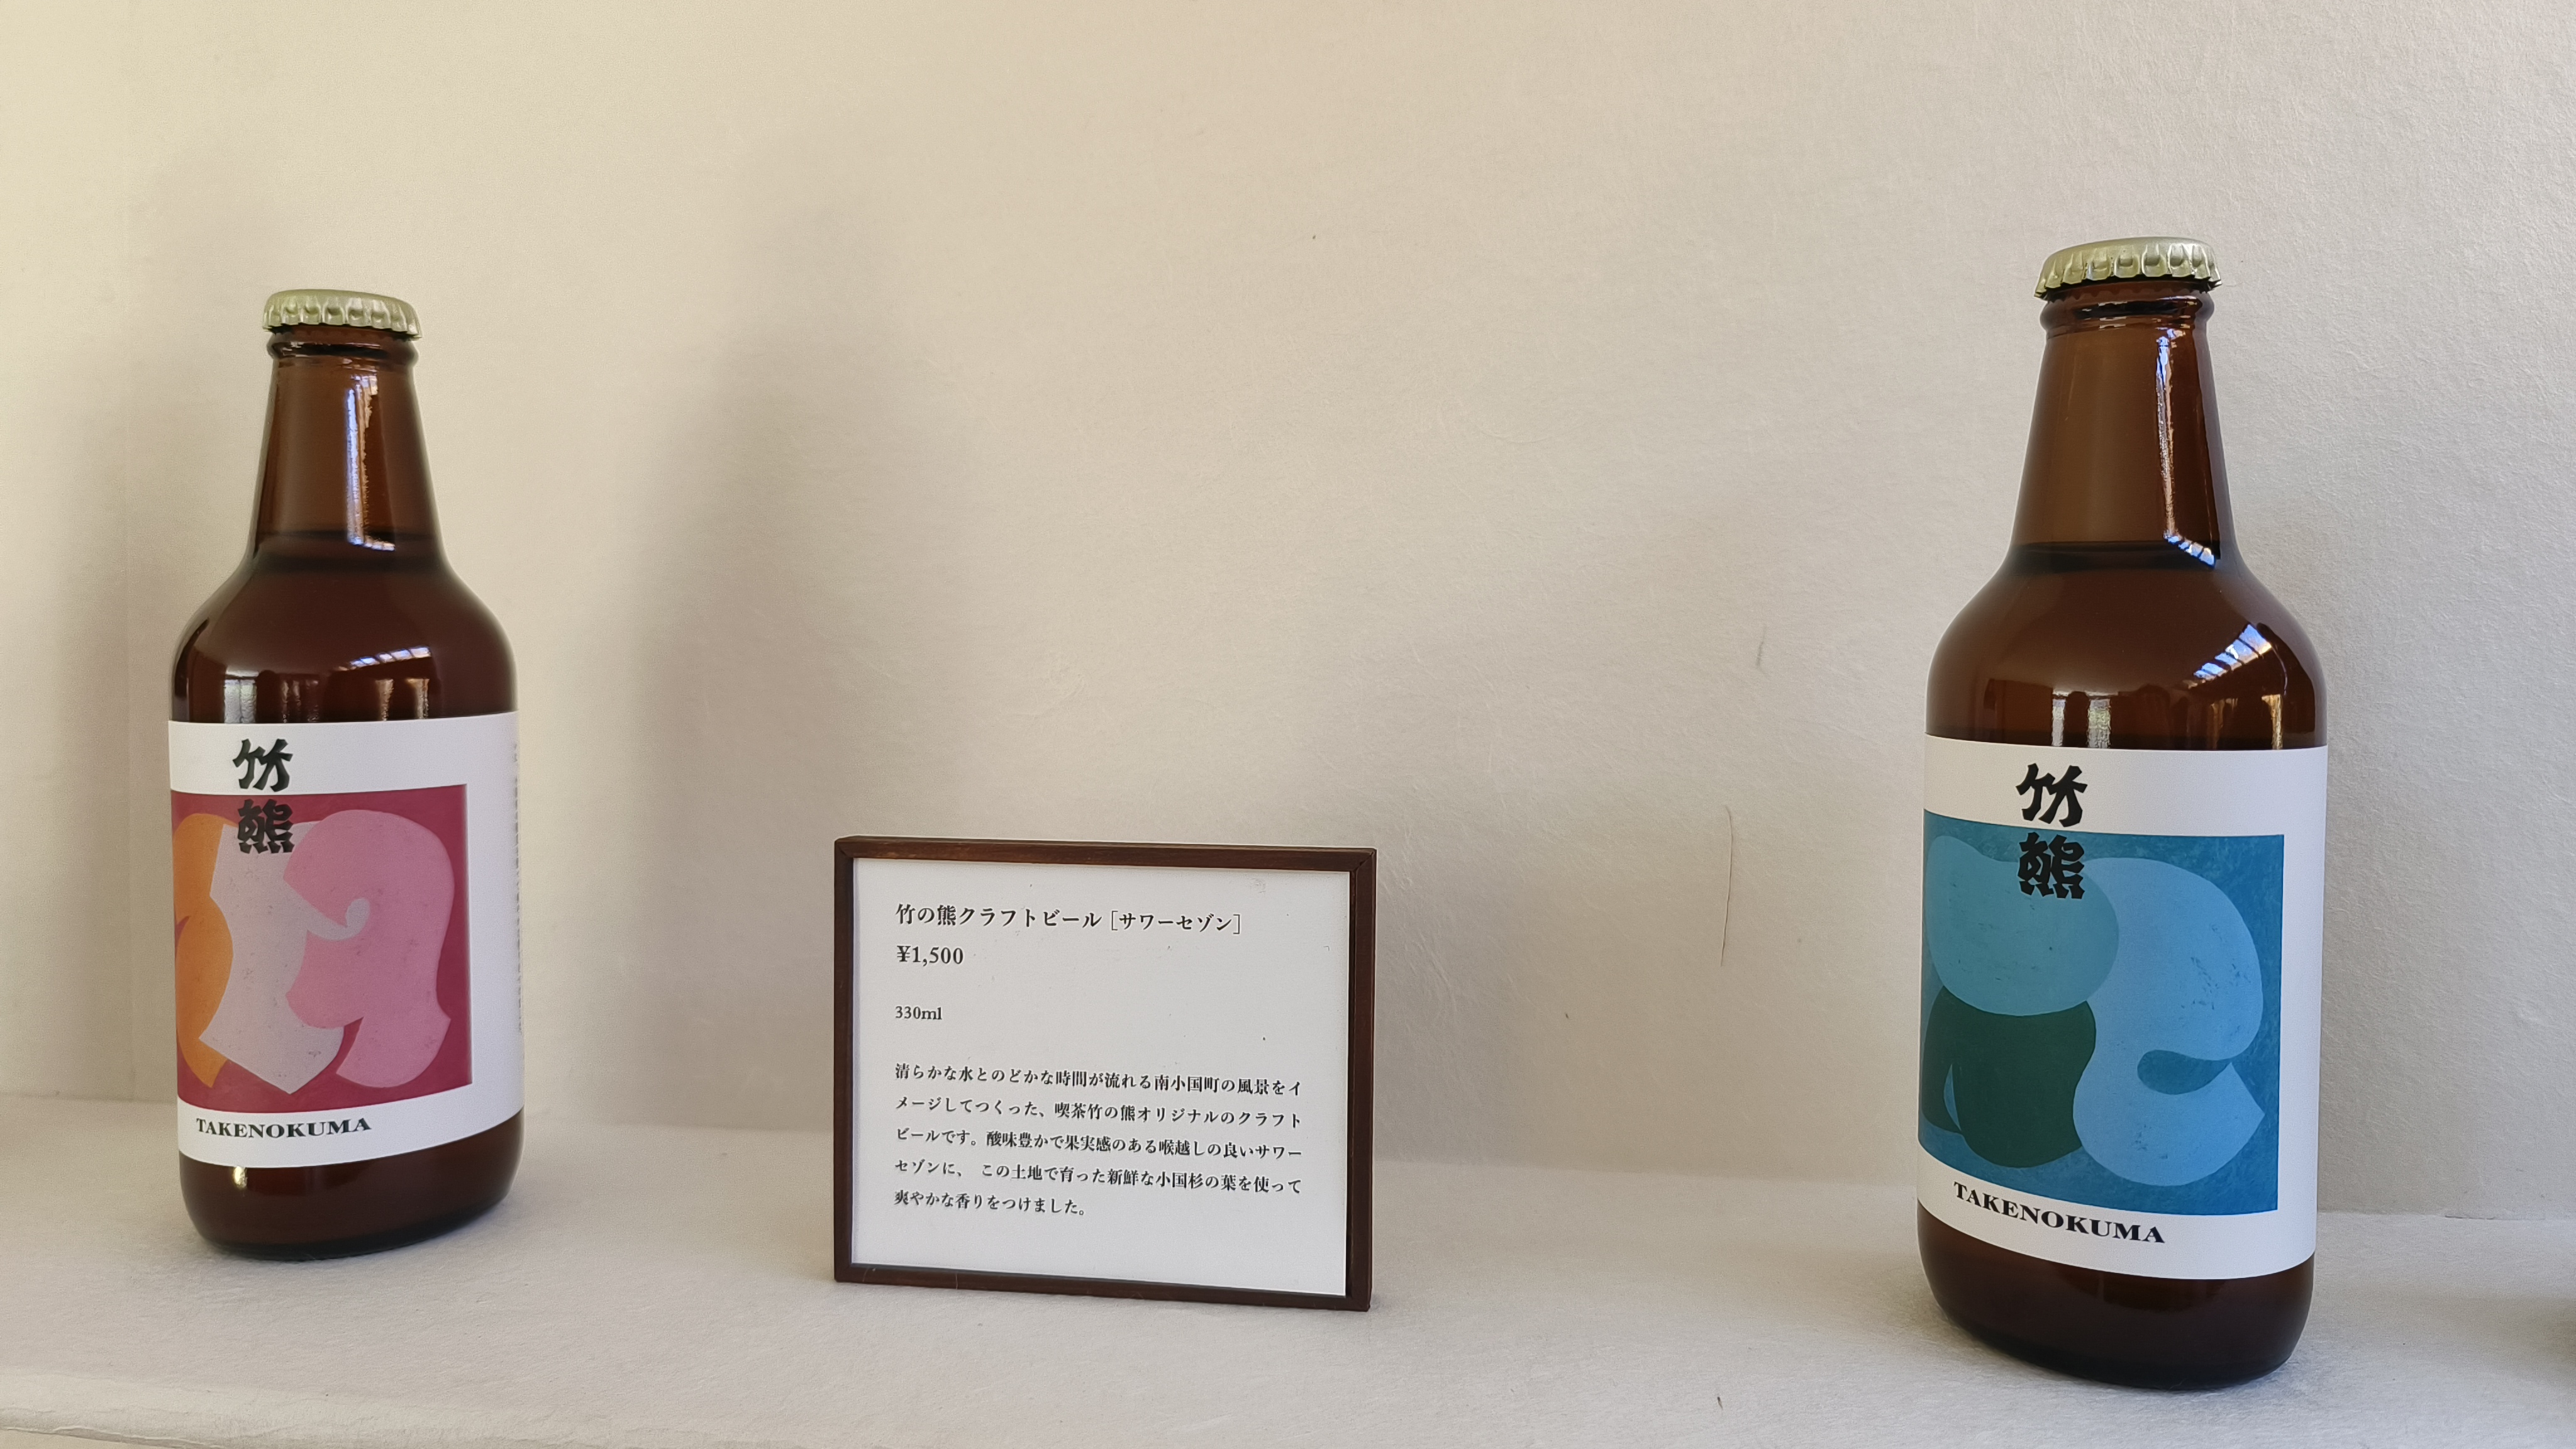 竹
熊
TAKENOKUMA
竹の熊クラフトビール［サワーセゾン］
¥1,500
330ml
清らかな水とのどかな時間が流れる南小国町の風景をイ
メージしてつくった、喫茶竹の熊オリジナルのクラフト
ビールです。酸味豊かで果実感のある喉越しの良いサワー
セゾンに、 この土地で育った新鮮な小国杉の葉を使って
爽やかな香りをつけました。
竹
熊
TAKENOKUMA